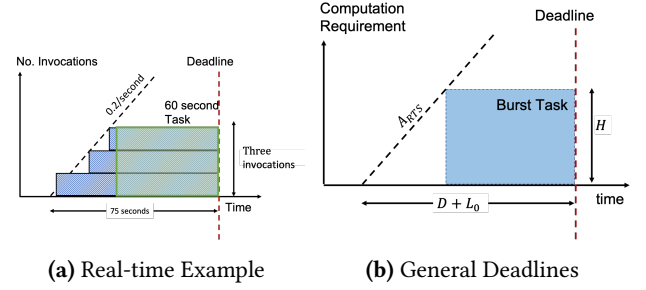 No. Invocations
Deadline
0.2/second
60 second
Task
Three
invocations
Time
75 seconds
(a) Real-time Example
Computation
Requirement
Deadline
A_RTS
Burst Task
H
time
D + L₀
(b) General Deadlines